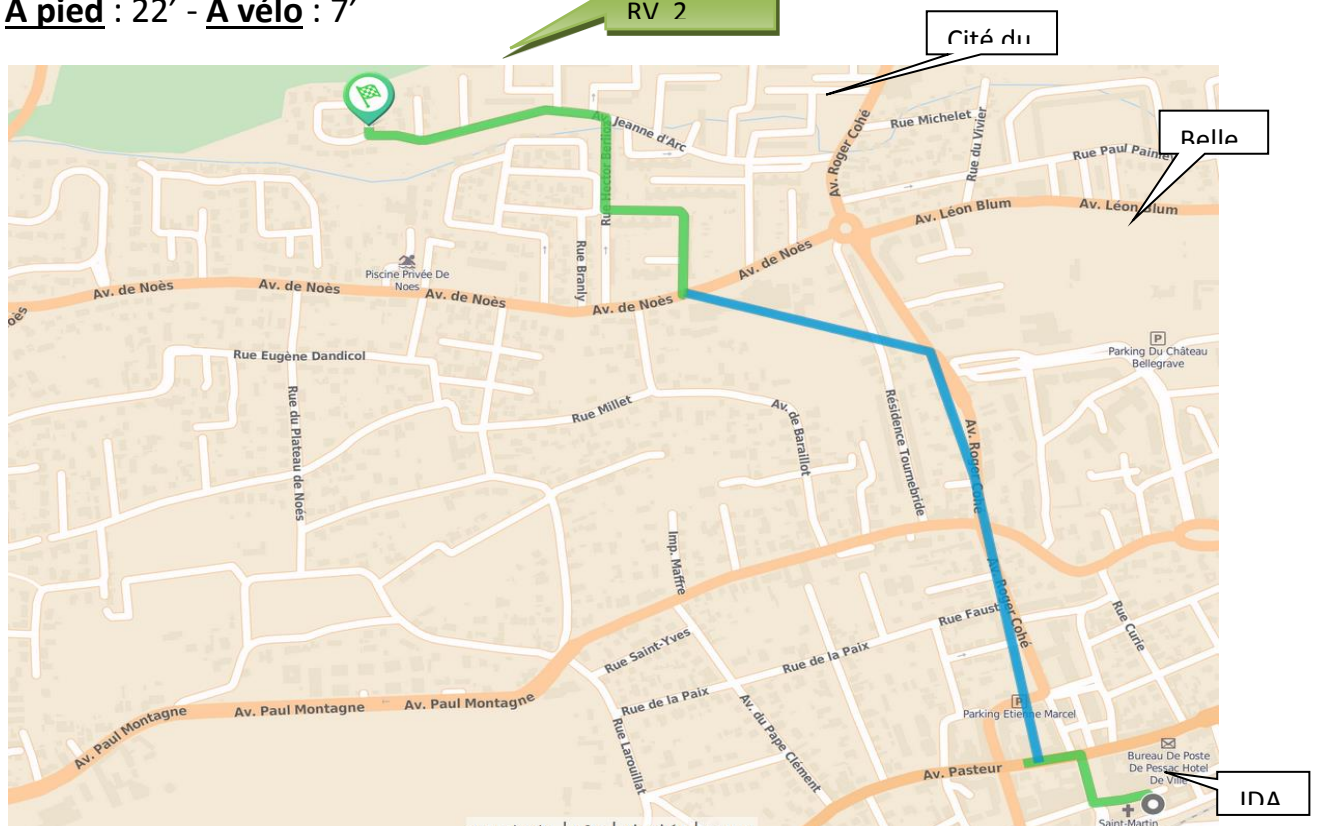 À pied : 22’ - À vélo : 7’
RV 2
Cité du
Belle
Av. Jeanne d'Arc
Av. Roger Cohé
Rue Michelet
Rue du Vivier
Rue Paul Painlev
Rue Hector Berlioz
Av. Léon Blum
Av. Léon Blum
Rue Branly
Piscine Privée De
Noes
Av. de Noès
Av. de Noès
Av. de Noès
Av. de Noès
Av. de Noès
oès
Rue Eugène Dandicol
Parking Du Château
Bellegrave
Rue du Plateau de Noès
Rue Millet
Av. de Baraillot
Résidence Tournebride
Av. Roger Cohé
Imp. Maffre
Av. Roger Cohé
Rue Faust
Rue Curie
Rue Saint-Yves
Rue de la Paix
Rue de la Paix
Av. Paul Montagne
Av. Paul Montagne
Av. Paul Montagne
Rue Larouillat
Av. du Pape Clément
Parking Etienne Marcel
Av. Pasteur
Bureau De Poste
De Pessac Hotel
De Ville
JDA
Saint-Martin